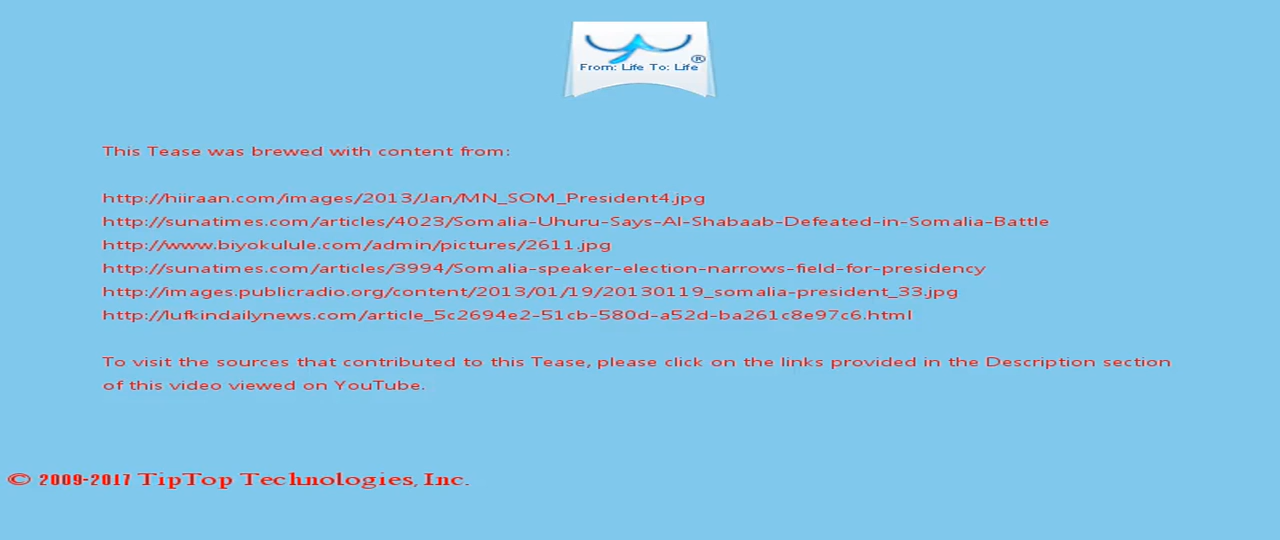 From: Life To: Life®
This Tease was brewed with content from:
http://hiiraan.com/images/2013/Jan/MN_SOM_President4.jpg
http://sunatimes.com/articles/4023/Somalia-Uhuru-Says-Al-Shabaab-Defeated-in-Somalia-Battle
http://www.biyokulule.com/admin/pictures/2611.jpg
http://sunatimes.com/articles/3994/Somalia-speaker-election-narrows-field-for-presidency
http://images.publicradio.org/content/2013/01/19/20130119_somalia-president_33.jpg
http://lufkindailynews.com/article_5c2694e2-51cb-580d-a52d-ba261c8e97c6.html
To visit the sources that contributed to this Tease, please click on the links provided in the Description section
of this video viewed on YouTube.
© 2009-2017 TipTop Technologies, Inc.